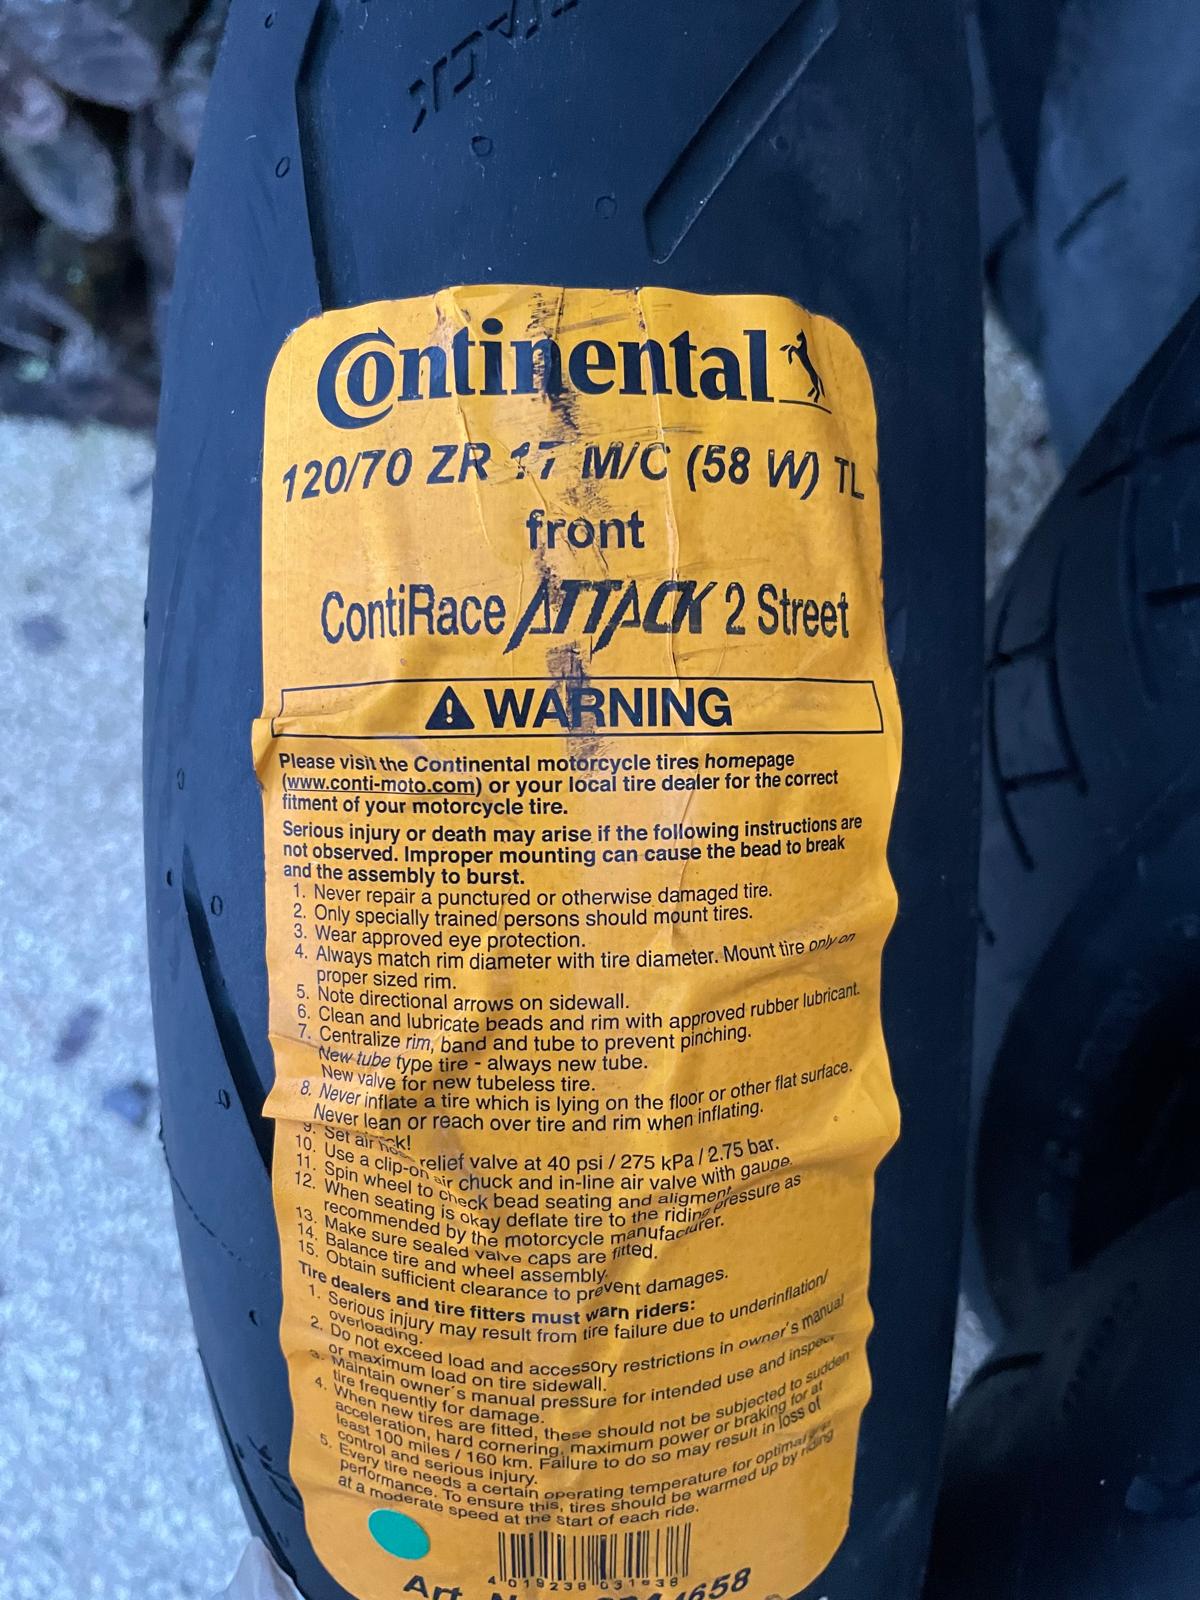 Continental
120/70 ZR 17 M/C (58 W) TL
front
ContiRace ATTACK 2 Street
WARNING
Please visit the Continental motorcycle tires homepage
(www.conti-moto.com) or your local tire dealer for the correct
fitment of your motorcycle tire.
Serious injury or death may arise if the following instructions are
not observed. Improper mounting can cause the bead to break
and the assembly to burst.
1. Never repair a punctured or otherwise damaged tire.
2. Only specially trained persons should mount tires.
3. Wear approved eye protection.
4. Always match rim diameter with tire diameter. Mount tire only on
proper sized rim.
5. Note directional arrows on sidewall.
6. Clean and lubricate beads and rim with approved rubber lubricant.
7. Centralize rim, band and tube to prevent pinching.
New tube type tire - always new tube.
New valve for new tubeless tire.
8. Never inflate a tire which is lying on the floor or other flat surface.
Never lean or reach over tire and rim when inflating.
9. Set air relief valve at 40 psi / 275 kPa / 2.75 bar.
10. Use a clip-on air chuck and in-line air valve with gauge.
11. Spin wheel to check bead seating and aligment.
12. When seating is okay deflate tire to the riding pressure as
recommended by the motorcycle manufacturer.
13. Make sure sealed valve caps are fitted.
14. Balance tire and wheel assembly.
15. Obtain sufficient clearance to prevent damages.
Tire dealers and tire fitters must warn riders:
1. Serious injury may result from tire failure due to underinflation/
overloading.
2. Do not exceed load and accessory restrictions in owner's manual
or maximum load on tire sidewall.
3. Maintain owner's manual pressure for intended use and inspect
tire frequently for damage.
4. When new tires are fitted, these should not be subjected to sudden
acceleration, hard cornering, maximum power or braking for at
least 100 miles / 160 km. Failure to do so may result in loss of
control and serious injury.
5. Every tire needs a certain operating temperature for optimal grip
performance. To ensure this, tires should be warmed up by riding
at a moderate speed at the start of each ride.
4 019238 031638
Art.